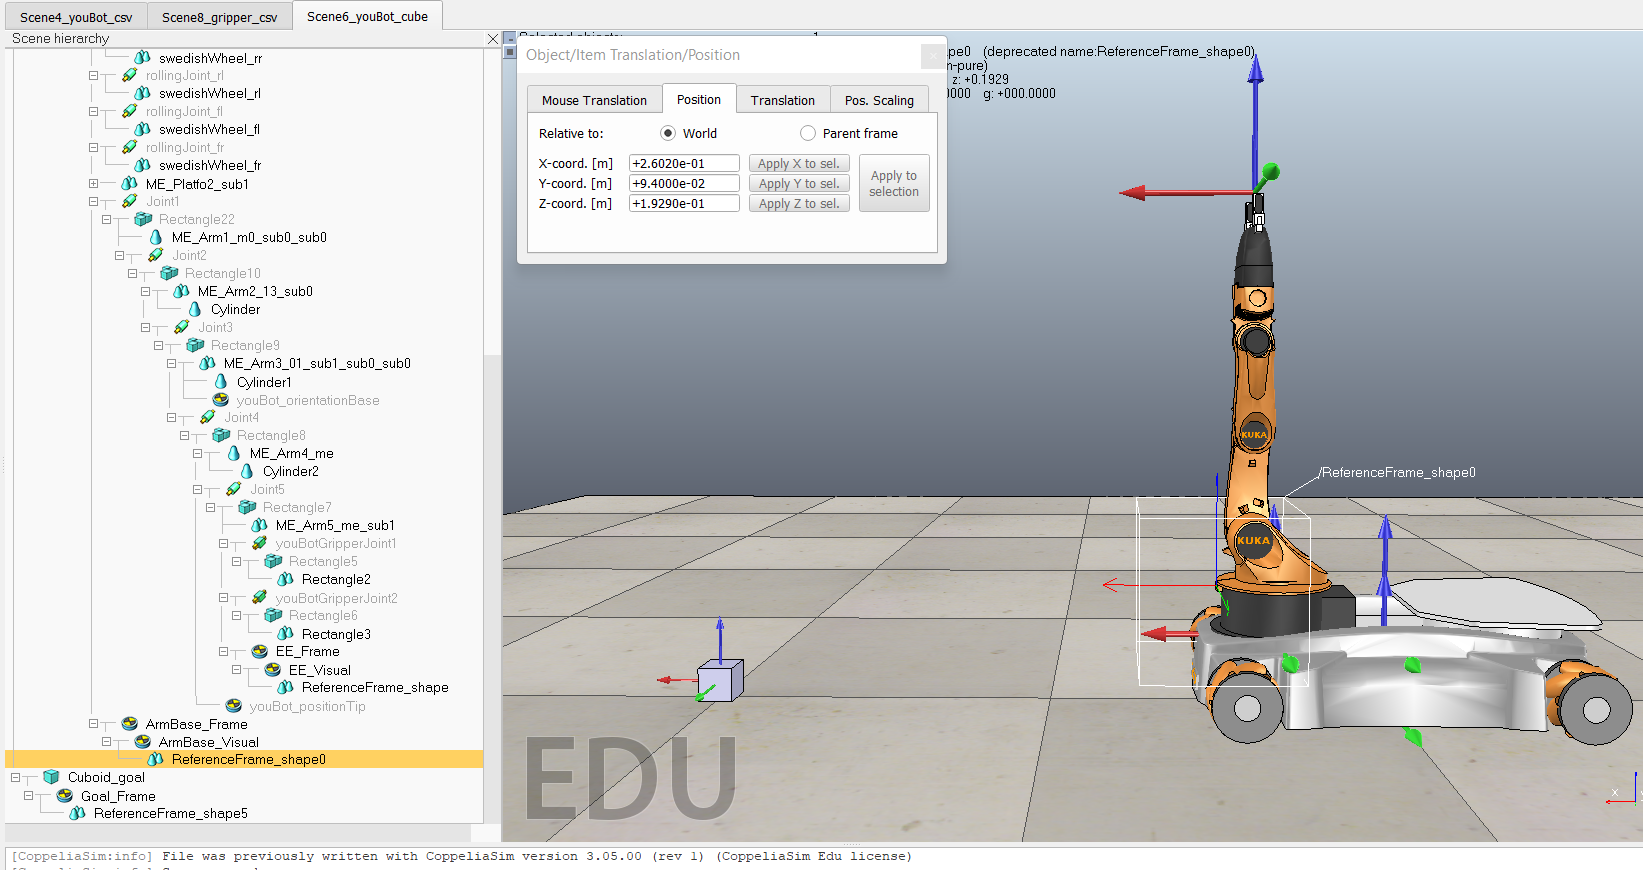 Scene4_youBot_csv Scene8_gripper_csv Scene6_youBot_cube
Scene hierarchy
swedishWheel_rr
rollingJoint_rl
swedishWheel_rl
rollingJoint_fl
swedishWheel_fl
rollingJoint_fr
swedishWheel_fr
ME_Platfo2_sub1
Joint1
Rectangle22
ME_Arm1_m0_sub0_sub0
Joint2
Rectangle10
ME_Arm2_13_sub0
Cylinder
Joint3
Rectangle9
ME_Arm3_01_sub1_sub0_sub0
Cylinder1
youBot_orientationBase
Joint4
Rectangle8
ME_Arm4_me
Cylinder2
Joint5
Rectangle7
ME_Arm5_me_sub1
youBotGripperJoint1
Rectangle5
Rectangle2
youBotGripperJoint2
Rectangle6
Rectangle3
EE_Frame
EE_Visual
ReferenceFrame_shape
youBot_positionTip
ArmBase_Frame
ArmBase_Visual
ReferenceFrame_shape0
Cuboid_goal
Goal_Frame
ReferenceFrame_shape5
Object/Item Translation/Position
Mouse Translation Position Translation Pos. Scaling
Relative to: World Parent frame
X-coord. [m] +2.6020e-01 Apply X to sel.
Y-coord. [m] +9.4000e-02 Apply Y to sel.
Z-coord. [m] +1.9290e-01 Apply Z to sel.
Apply to
selection
pe0 (deprecated name:ReferenceFrame_shape0)
n-pure)
z: +0.1929
0000 g: +000.0000
/ReferenceFrame_shape0
KUKA
KUKA
EDU
x
[CoppeliaSim:info] File was previously written with CoppeliaSim version 3.05.00 (rev 1) (CoppeliaSim Edu license)